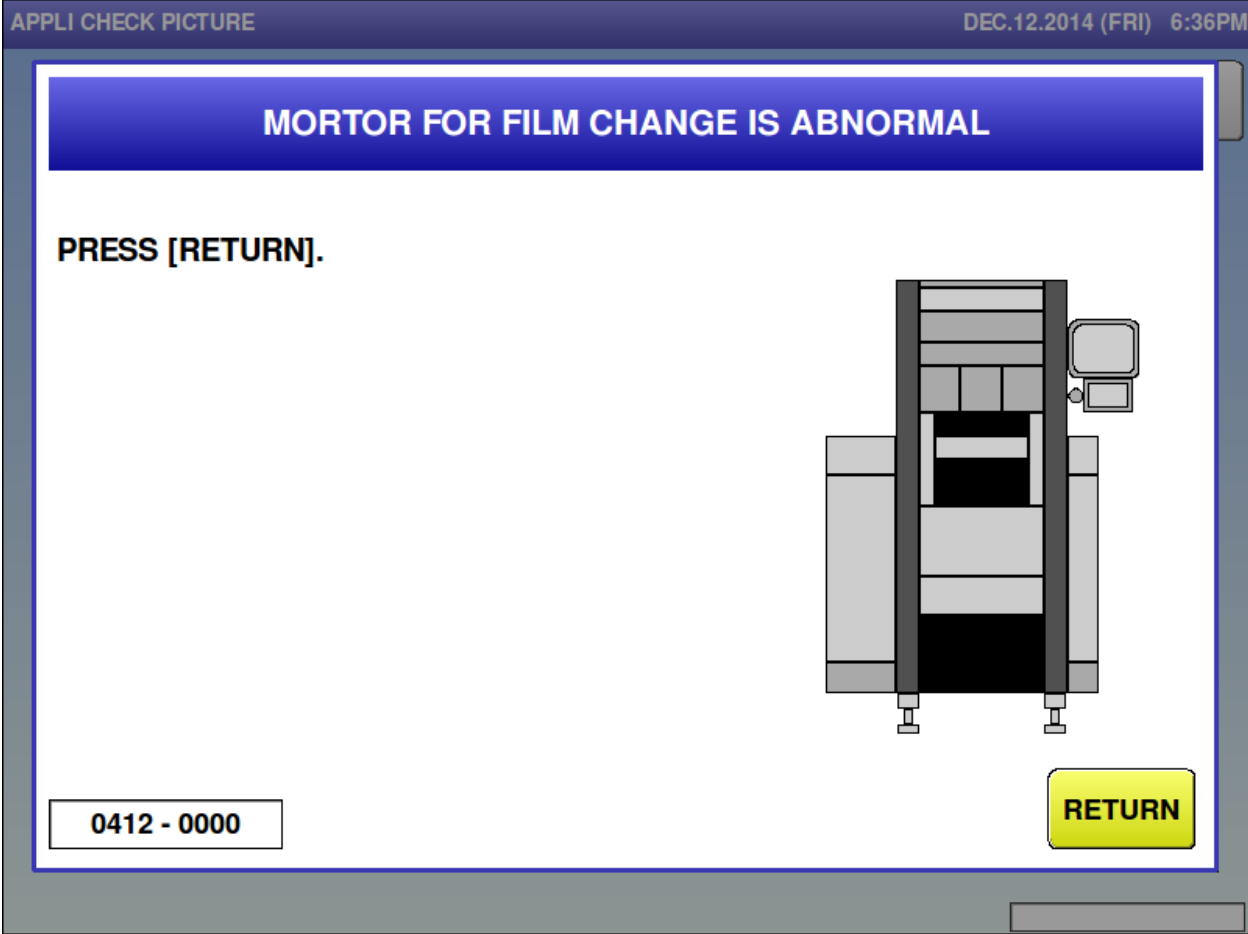 APPLI CHECK PICTURE DEC.12.2014 (FRI) 6:36PM
MORTOR FOR FILM CHANGE IS ABNORMAL
PRESS [RETURN].
0412 - 0000
RETURN